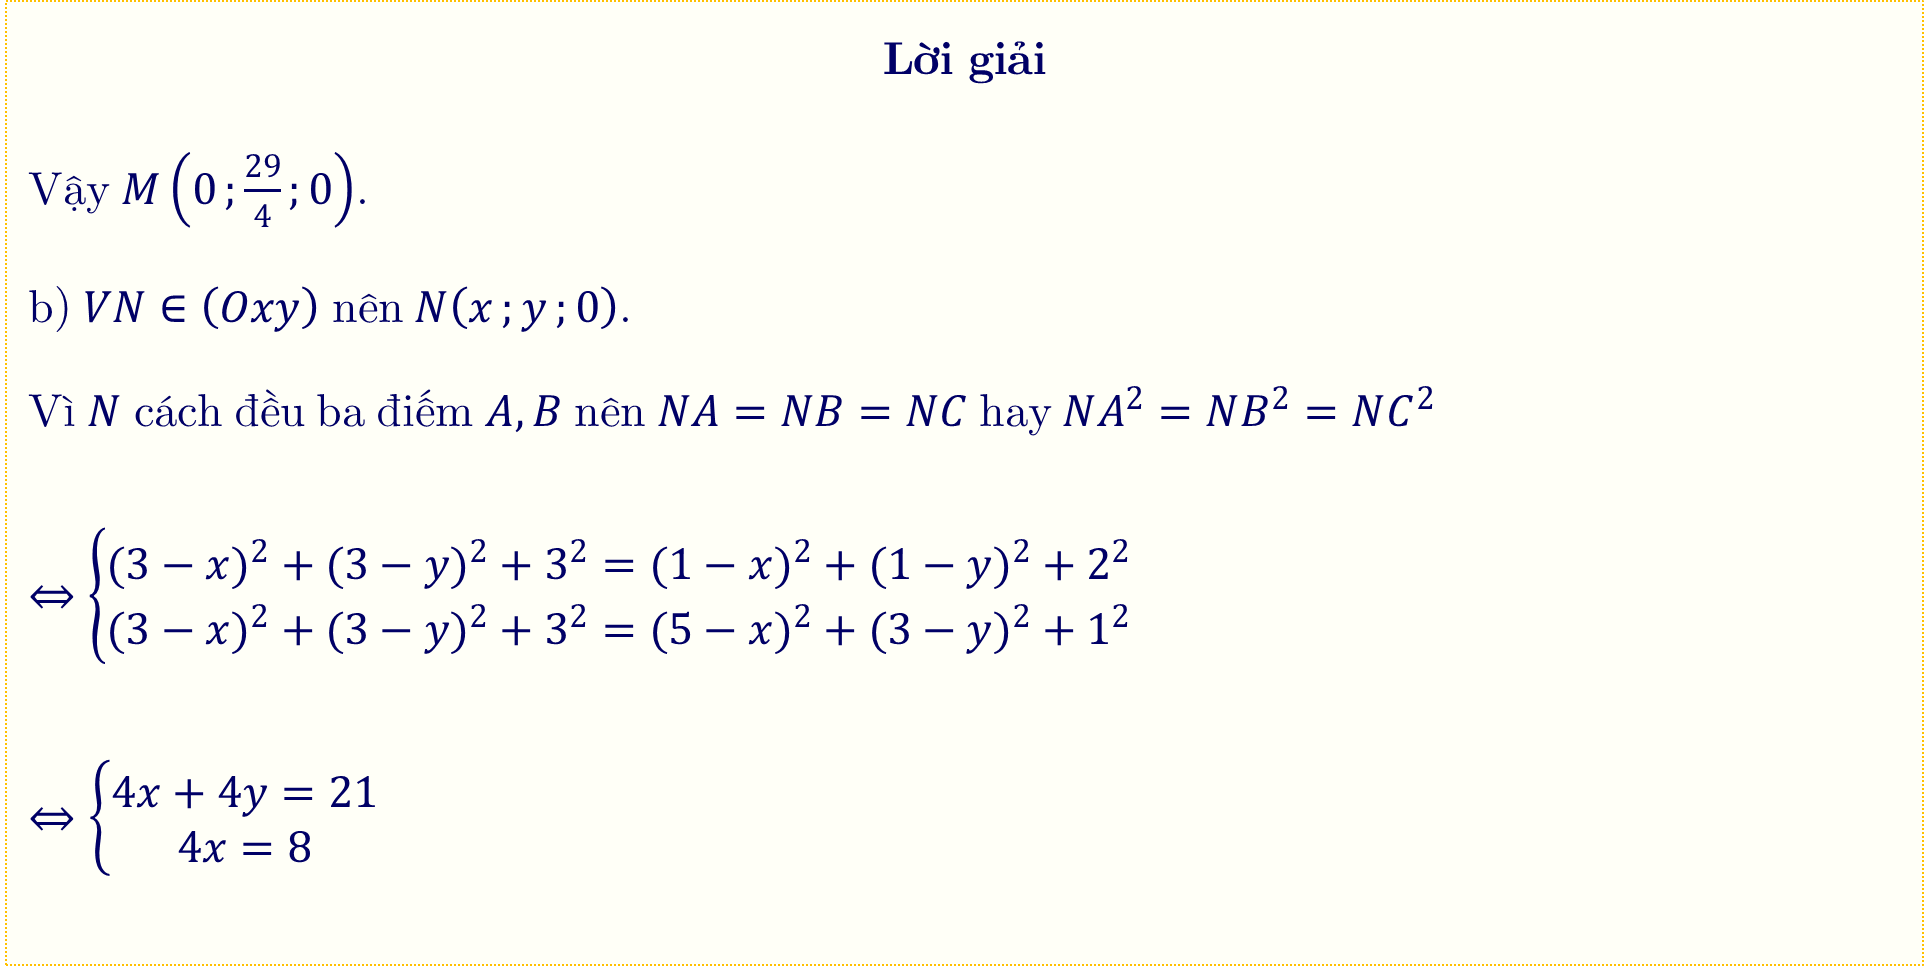 Lời giải
Vậy M (0 ; 29/4 ; 0).
b) VN ∈ (Oxy) nên N(x ; y ; 0).
Vì N cách đều ba điếm A, B nên NA = NB = NC hay NA² = NB² = NC²
⇔ { (3 − x)² + (3 − y)² + 3² = (1 − x)² + (1 − y)² + 2²
(3 − x)² + (3 − y)² + 3² = (5 − x)² + (3 − y)² + 1²
⇔ { 4x + 4y = 21
4x = 8